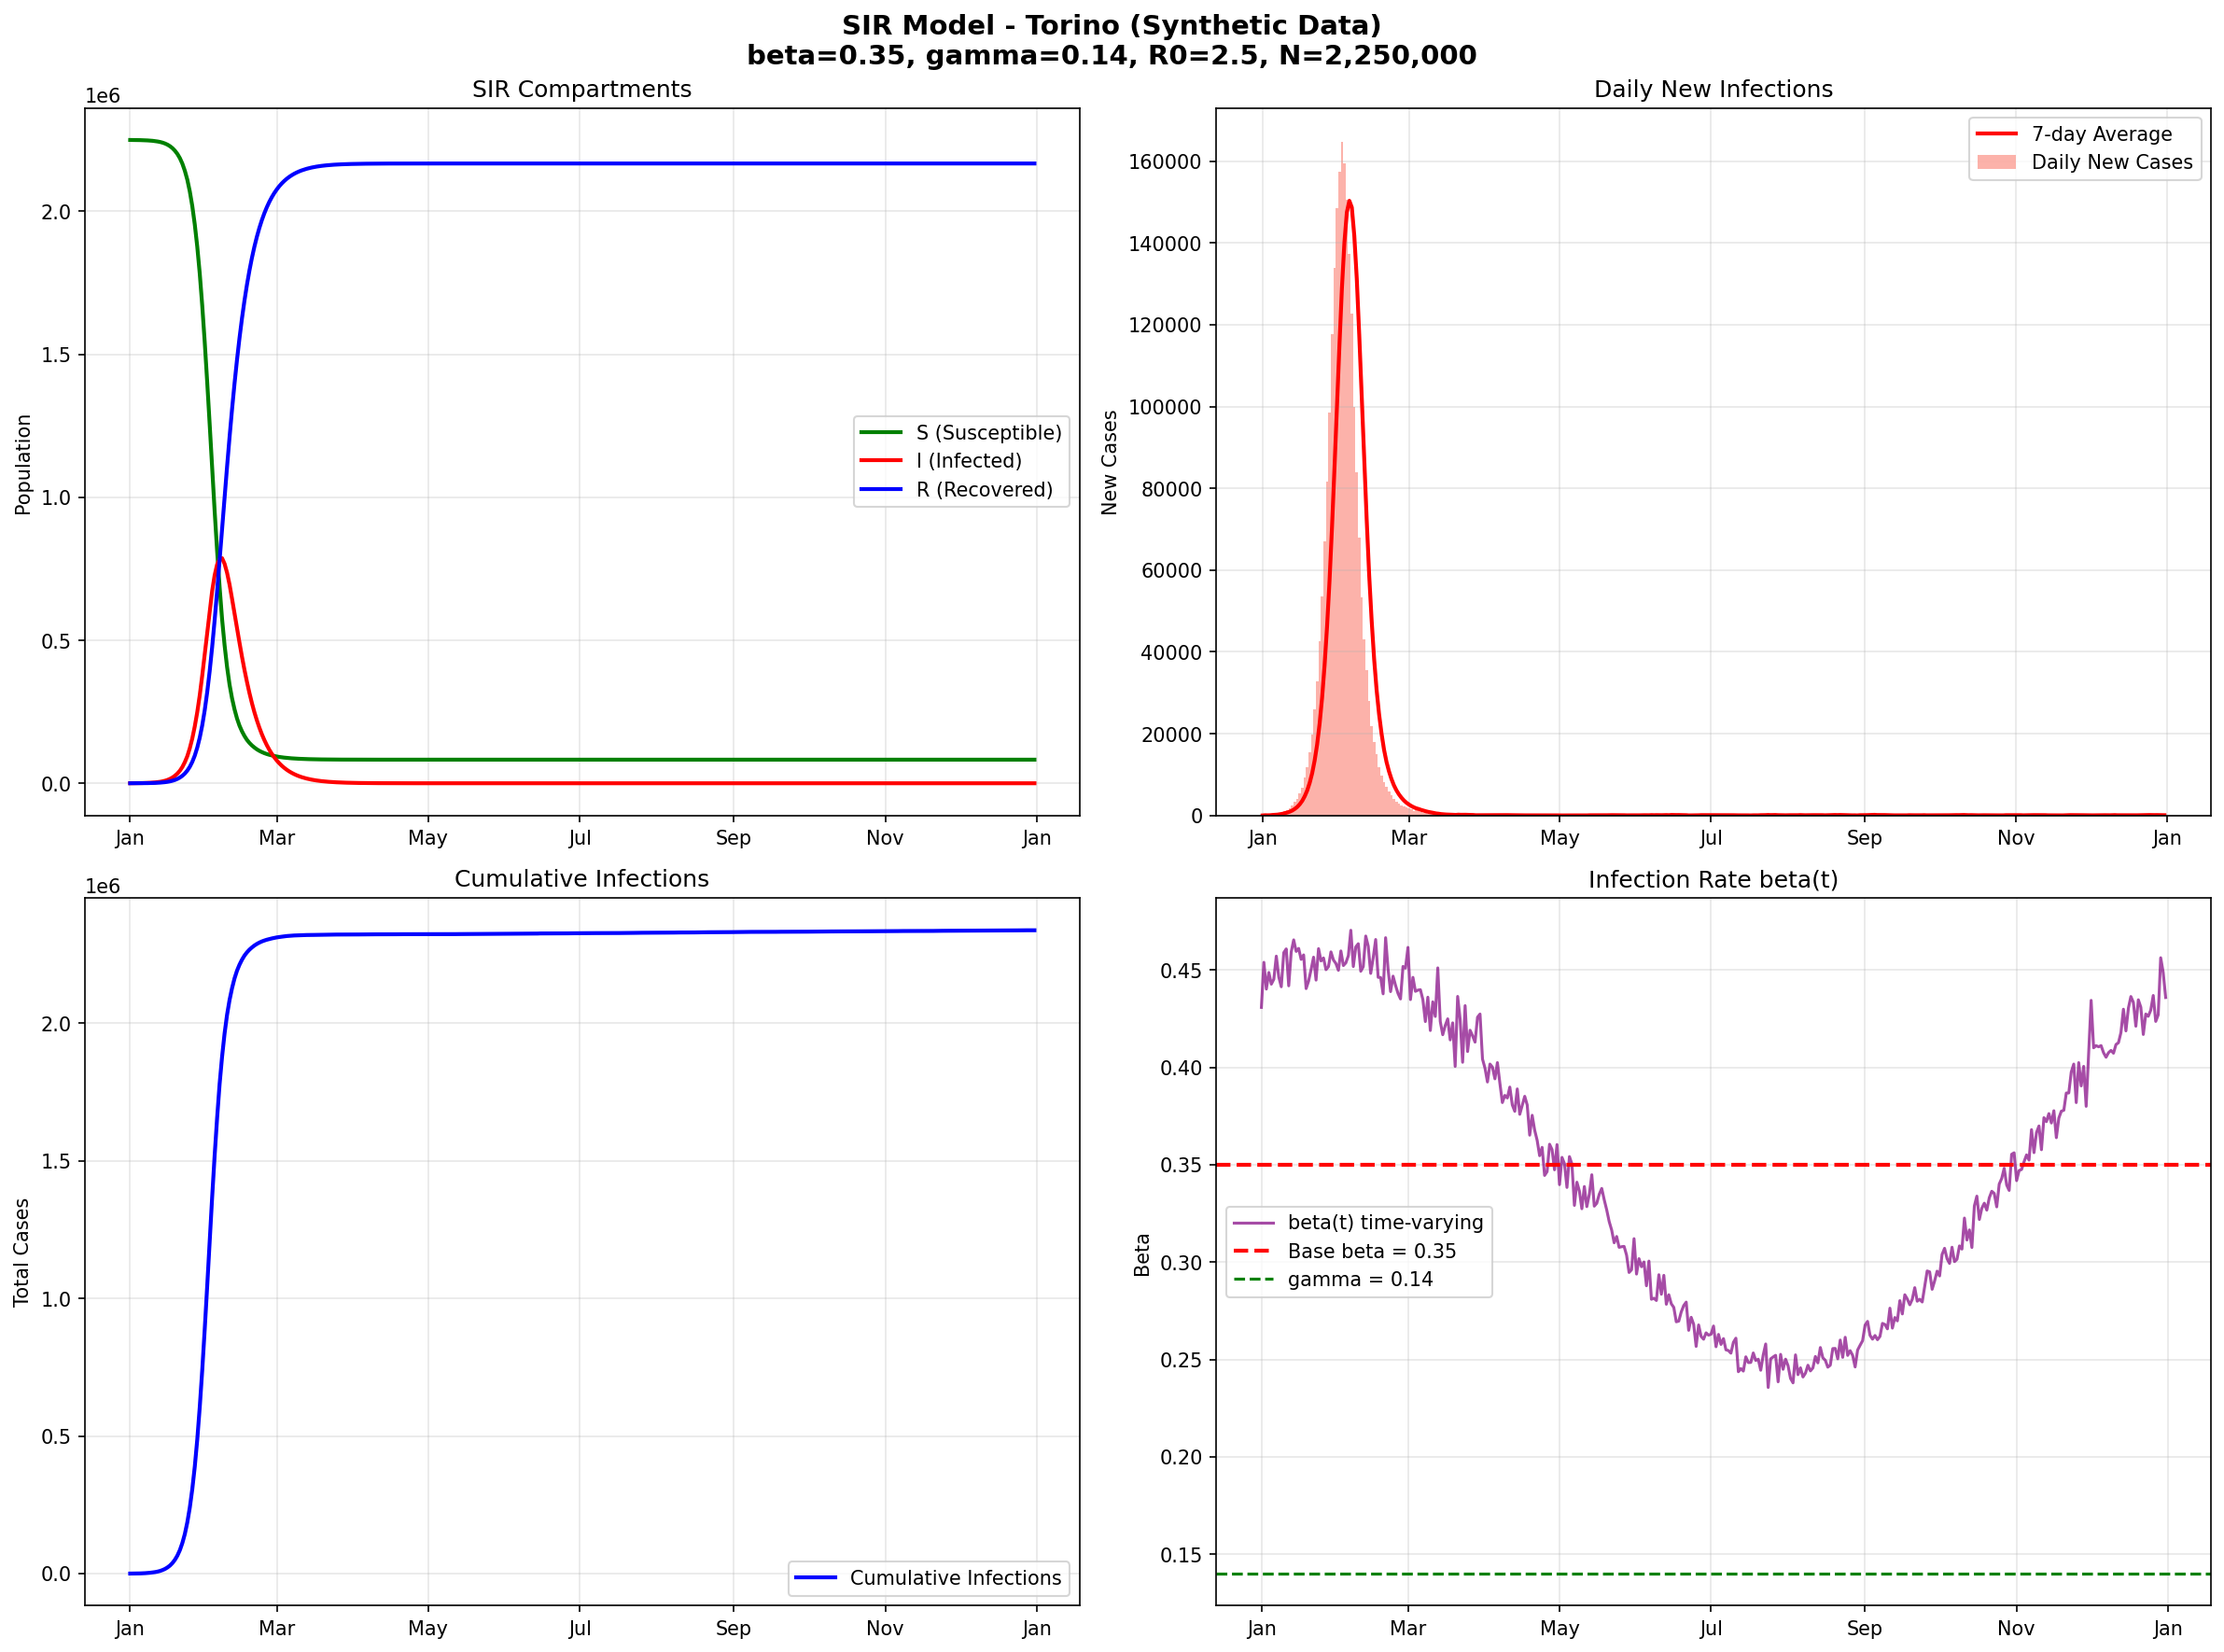 SIR Model - Torino (Synthetic Data)
beta=0.35, gamma=0.14, R0=2.5, N=2,250,000
SIR Compartments
1e6
2.0
1.5
1.0
0.5
0.0
Population
S (Susceptible)
I (Infected)
R (Recovered)
Jan Mar May Jul Sep Nov Jan
Daily New Infections
160000
140000
120000
100000
80000
60000
40000
20000
0
New Cases
7-day Average
Daily New Cases
Jan Mar May Jul Sep Nov Jan
Cumulative Infections
1e6
2.0
1.5
1.0
0.5
0.0
Total Cases
Cumulative Infections
Jan Mar May Jul Sep Nov Jan
Infection Rate beta(t)
0.45
0.40
0.35
0.30
0.25
0.20
0.15
Beta
beta(t) time-varying
Base beta = 0.35
gamma = 0.14
Jan Mar May Jul Sep Nov Jan